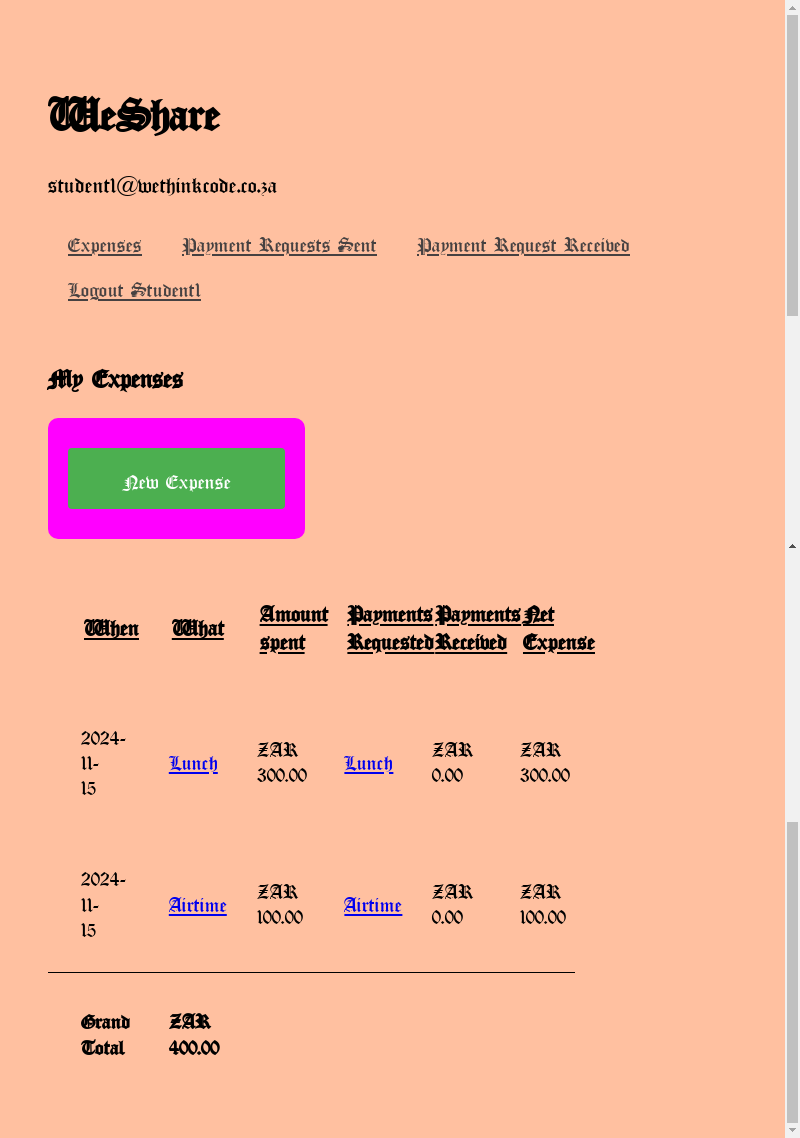 WeShare
student1@wethinkcode.co.za
Expenses Payment Requests Sent Payment Request Received
Logout Student1
My Expenses
New Expense
When What Amount spent Payments Requested Payments Received Net Expense
2024-11-15 Lunch ZAR 300.00 Lunch ZAR 0.00 ZAR 300.00
2024-11-15 Airtime ZAR 100.00 Airtime ZAR 0.00 ZAR 100.00
Grand Total ZAR 400.00